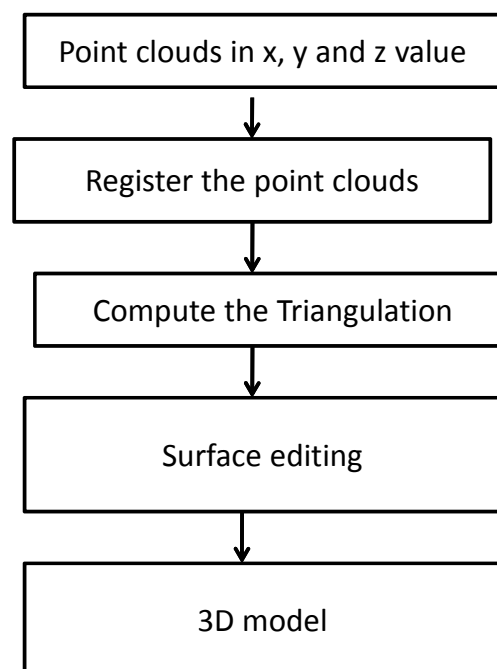 Point clouds in x, y and z value
Register the point clouds
Compute the Triangulation
Surface editing
3D model